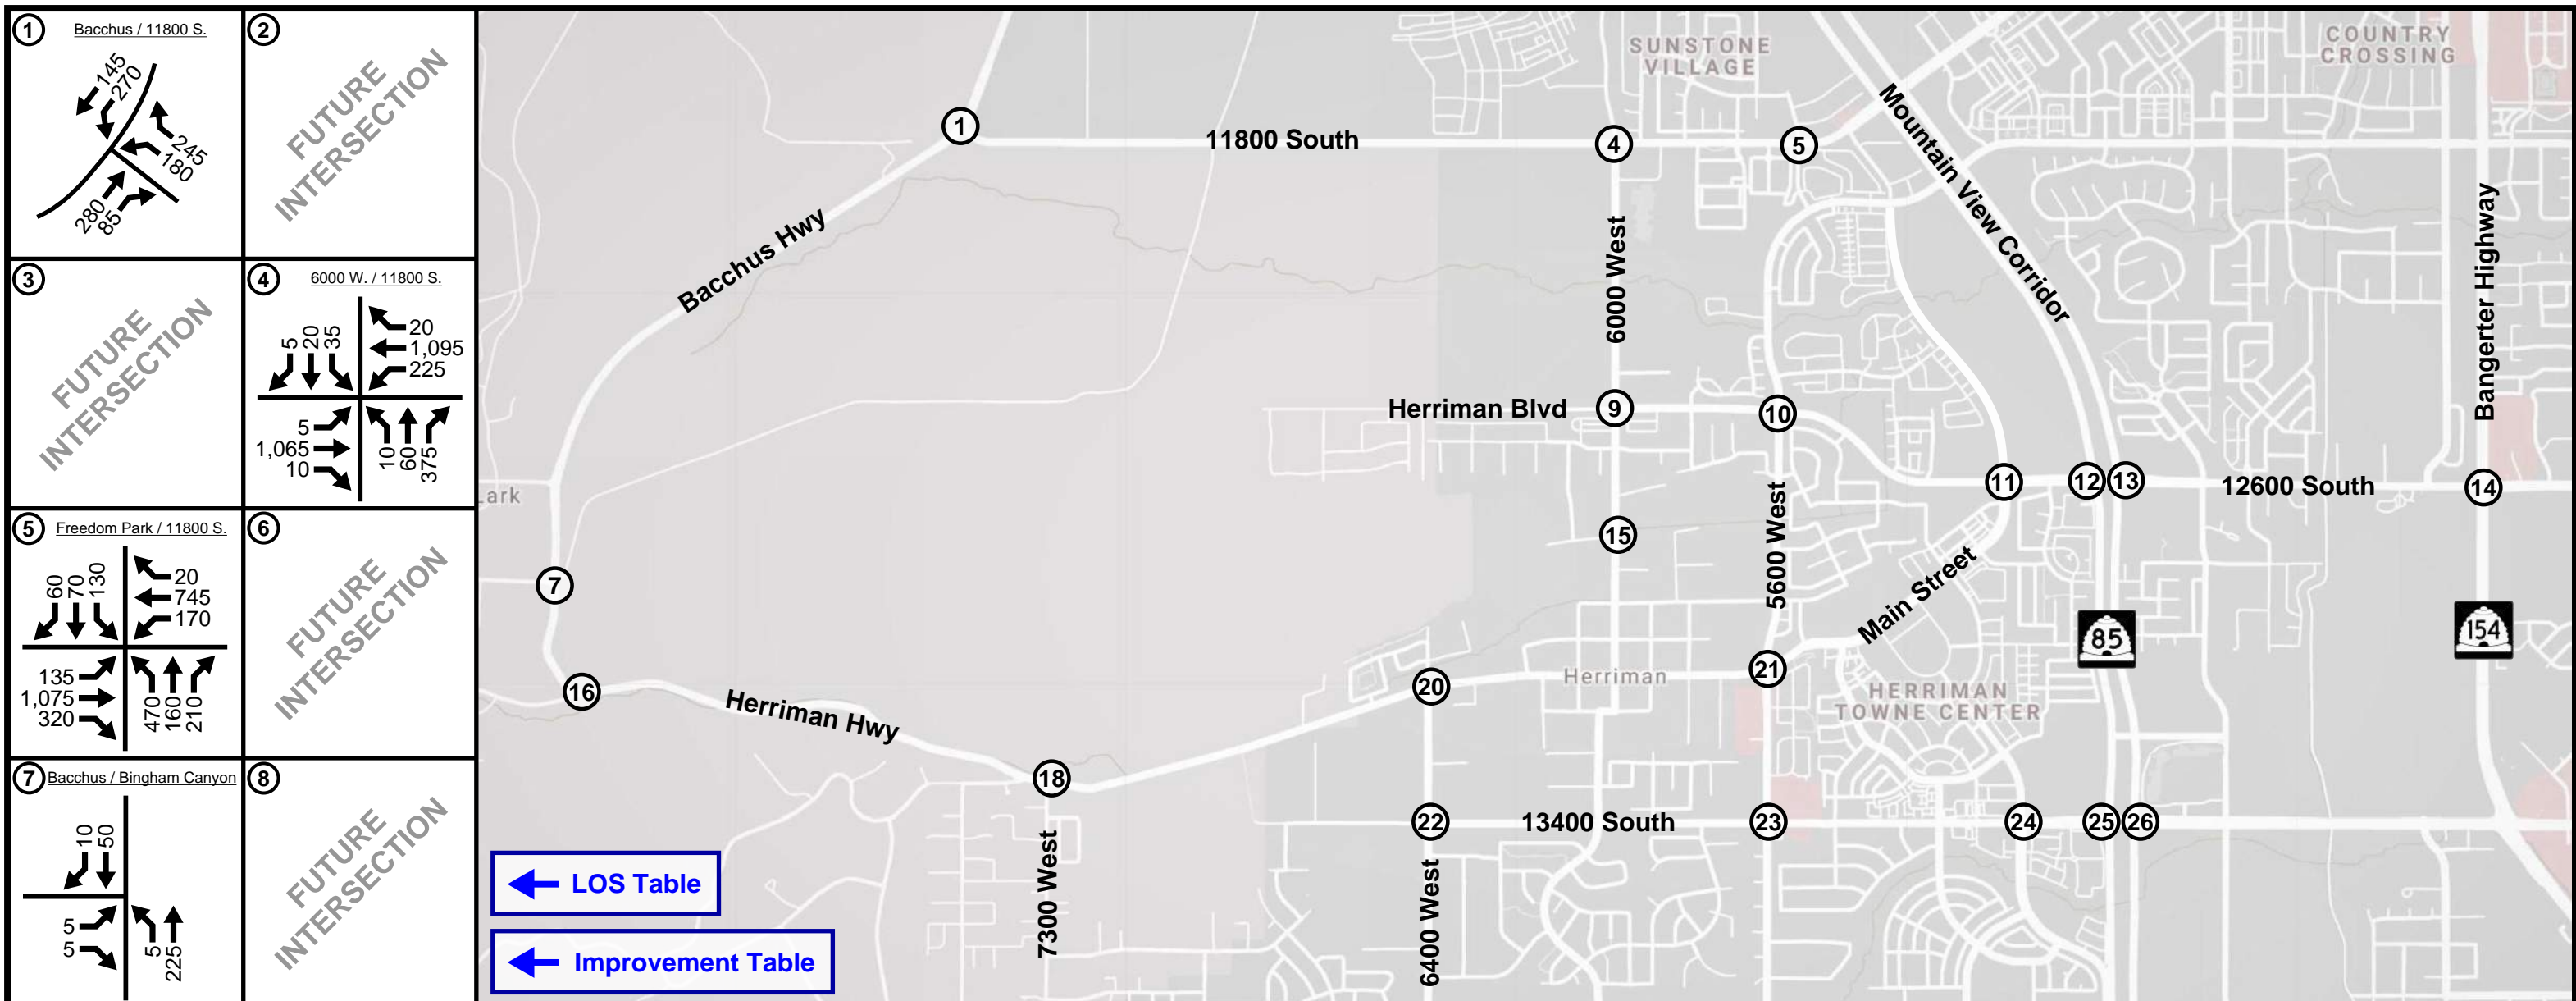 1
Bacchus / 11800 S.
145
270
245
180
280
85
2
FUTURE
INTERSECTION
3
FUTURE
INTERSECTION
4
6000 W. / 11800 S.
5
20
35
20
1,095
225
5
1,065
10
10
60
375
5
Freedom Park / 11800 S.
60
70
130
20
745
170
135
1,075
320
470
160
210
6
FUTURE
INTERSECTION
7
Bacchus / Bingham Canyon
10
50
5
5
5
225
8
FUTURE
INTERSECTION
SUNSTONE
VILLAGE
COUNTRY
CROSSING
1
11800 South
4
5
Mountain View Corridor
Bacchus Hwy
6000 West
Bangerter Highway
Herriman Blvd
9
10
11
12
13
12600 South
14
Lark
15
5600 West
Main Street
7
85
154
16
Herriman Hwy
20
Herriman
21
HERRIMAN
TOWNE CENTER
18
22
13400 South
23
24
25
26
7300 West
6400 West
LOS Table
Improvement Table